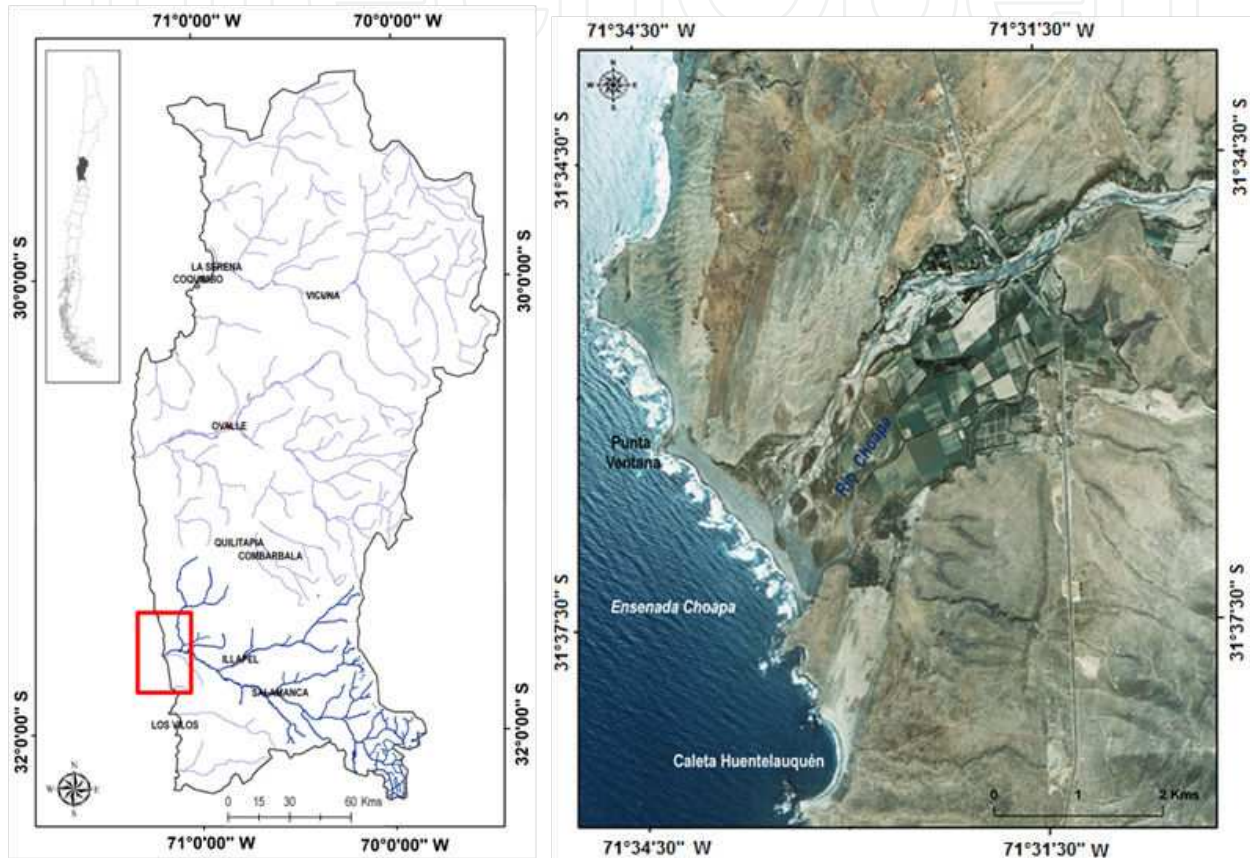 71°0'00'' W
70°0'00'' W
30°0'00'' S
30°0'00'' S
LA SERENA
COQUIMBO
VICUNA
OVALLE
QUILITAPIA
COMBARBALA
ILLAPEL
SALAMANCA
LOS VILOS
32°0'00'' S
32°0'00'' S
N
W E
S
0 15 30 60 Kms
71°0'00'' W
70°0'00'' W
71°34'30'' W
71°31'30'' W
N
W E
S
31°34'30'' S
31°34'30'' S
Punta
Ventana
Río Choapa
Ensenada Choapa
31°37'30'' S
31°37'30'' S
Caleta Huentelauquén
0 1 2 Kms
71°34'30'' W
71°31'30'' W